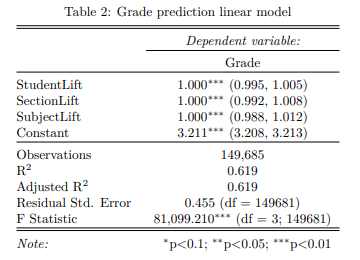 Table 2: Grade prediction linear model
Dependent variable:
Grade
StudentLift 1.000*** (0.995, 1.005)
SectionLift 1.000*** (0.992, 1.008)
SubjectLift 1.000*** (0.988, 1.012)
Constant 3.211*** (3.208, 3.213)
Observations 149,685
R² 0.619
Adjusted R² 0.619
Residual Std. Error 0.455 (df = 149681)
F Statistic 81,099.210*** (df = 3; 149681)
Note: *p<0.1; **p<0.05; ***p<0.01